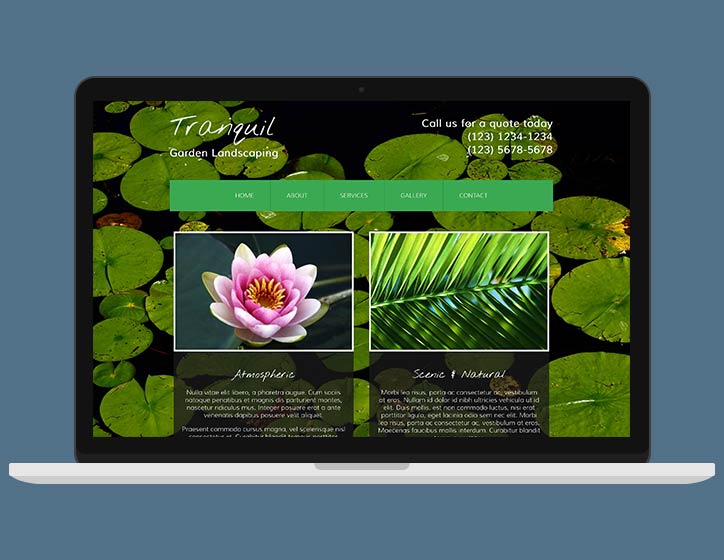 Tranquil
Garden Landscaping
Call us for a quote today
(123) 1234-1234
(123) 5678-5678
HOME ABOUT SERVICES GALLERY CONTACT
Atmospheric
Nulla vitae elit libero, a pharetra augue. Cum sociis
natoque penatibus et magnis dis parturient montes,
nascetur ridiculus mus. Integer posuere erat a ante
venenatis dapibus posuere velit aliquet.
Praesent commodo cursus magna, vel scelerisque nisl
consectetur et. Curabitur blandit tempus porttitor.
Scenic & Natural
Morbi leo risus, porta ac consectetur ac, vestibulum
at eros. Nullam id dolor id nibh ultricies vehicula ut id
elit. Duis mollis, est non commodo luctus, nisi erat
porttitor ligula, eget lacinia odio sem nec elit. Morbi
leo risus, porta ac consectetur ac, vestibulum at eros.
Maecenas faucibus mollis interdum. Curabitur blandit